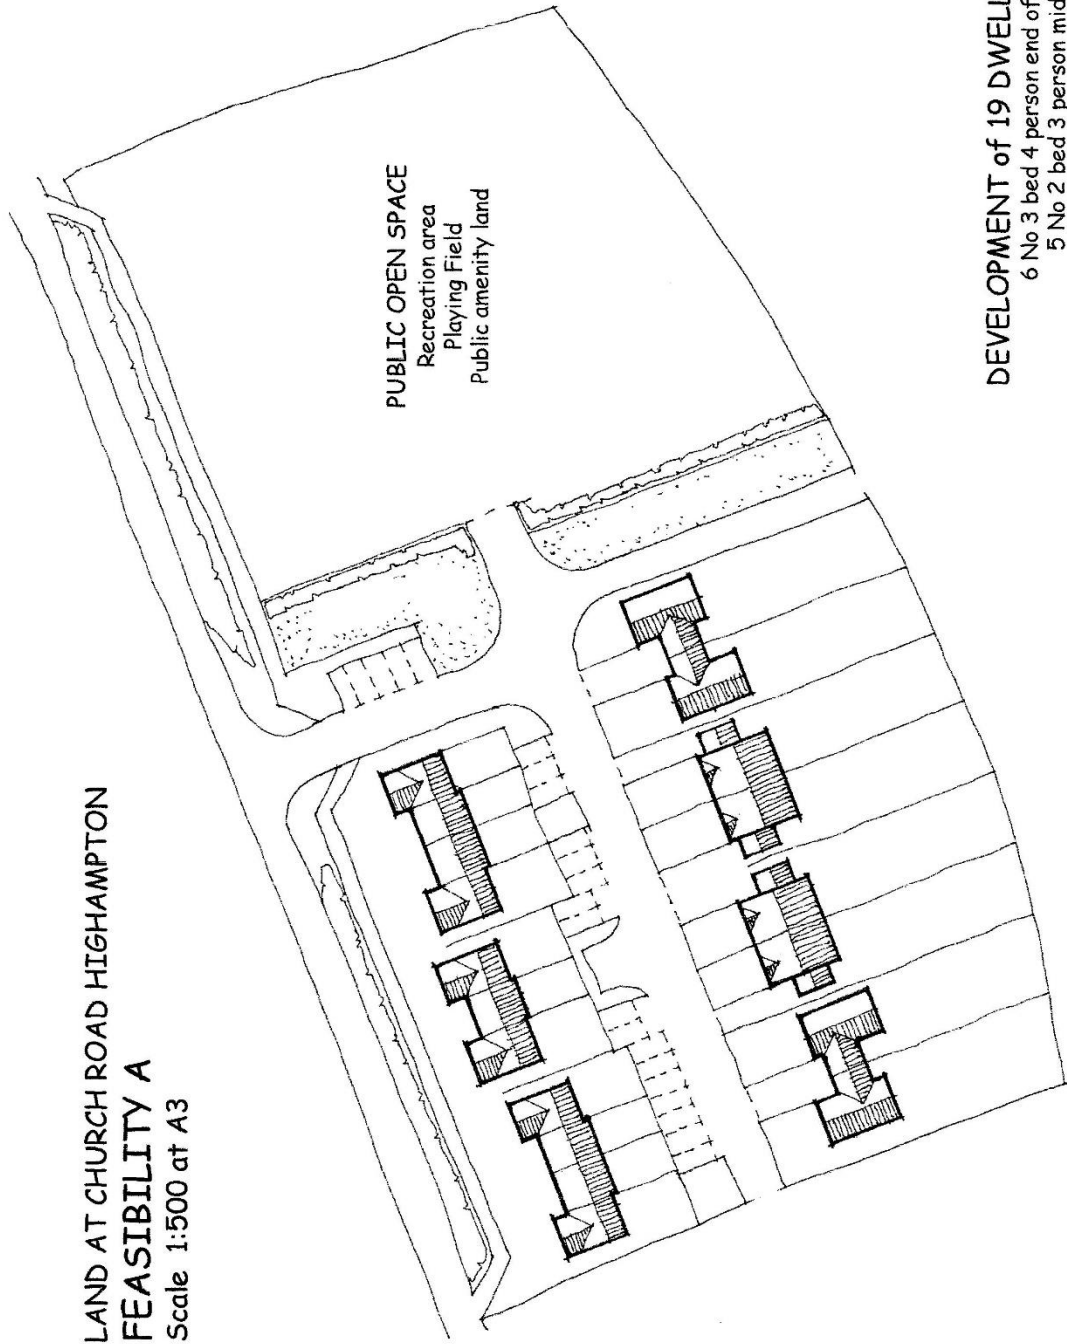 LAND AT CHURCH ROAD HIGHAMPTON
FEASIBILITY A
Scale 1:500 at A3
PUBLIC OPEN SPACE
Recreation area
Playing Field
Public amenity land
DEVELOPMENT of 19 DWELL
6 No 3 bed 4 person end of
5 No 2 bed 3 person mid